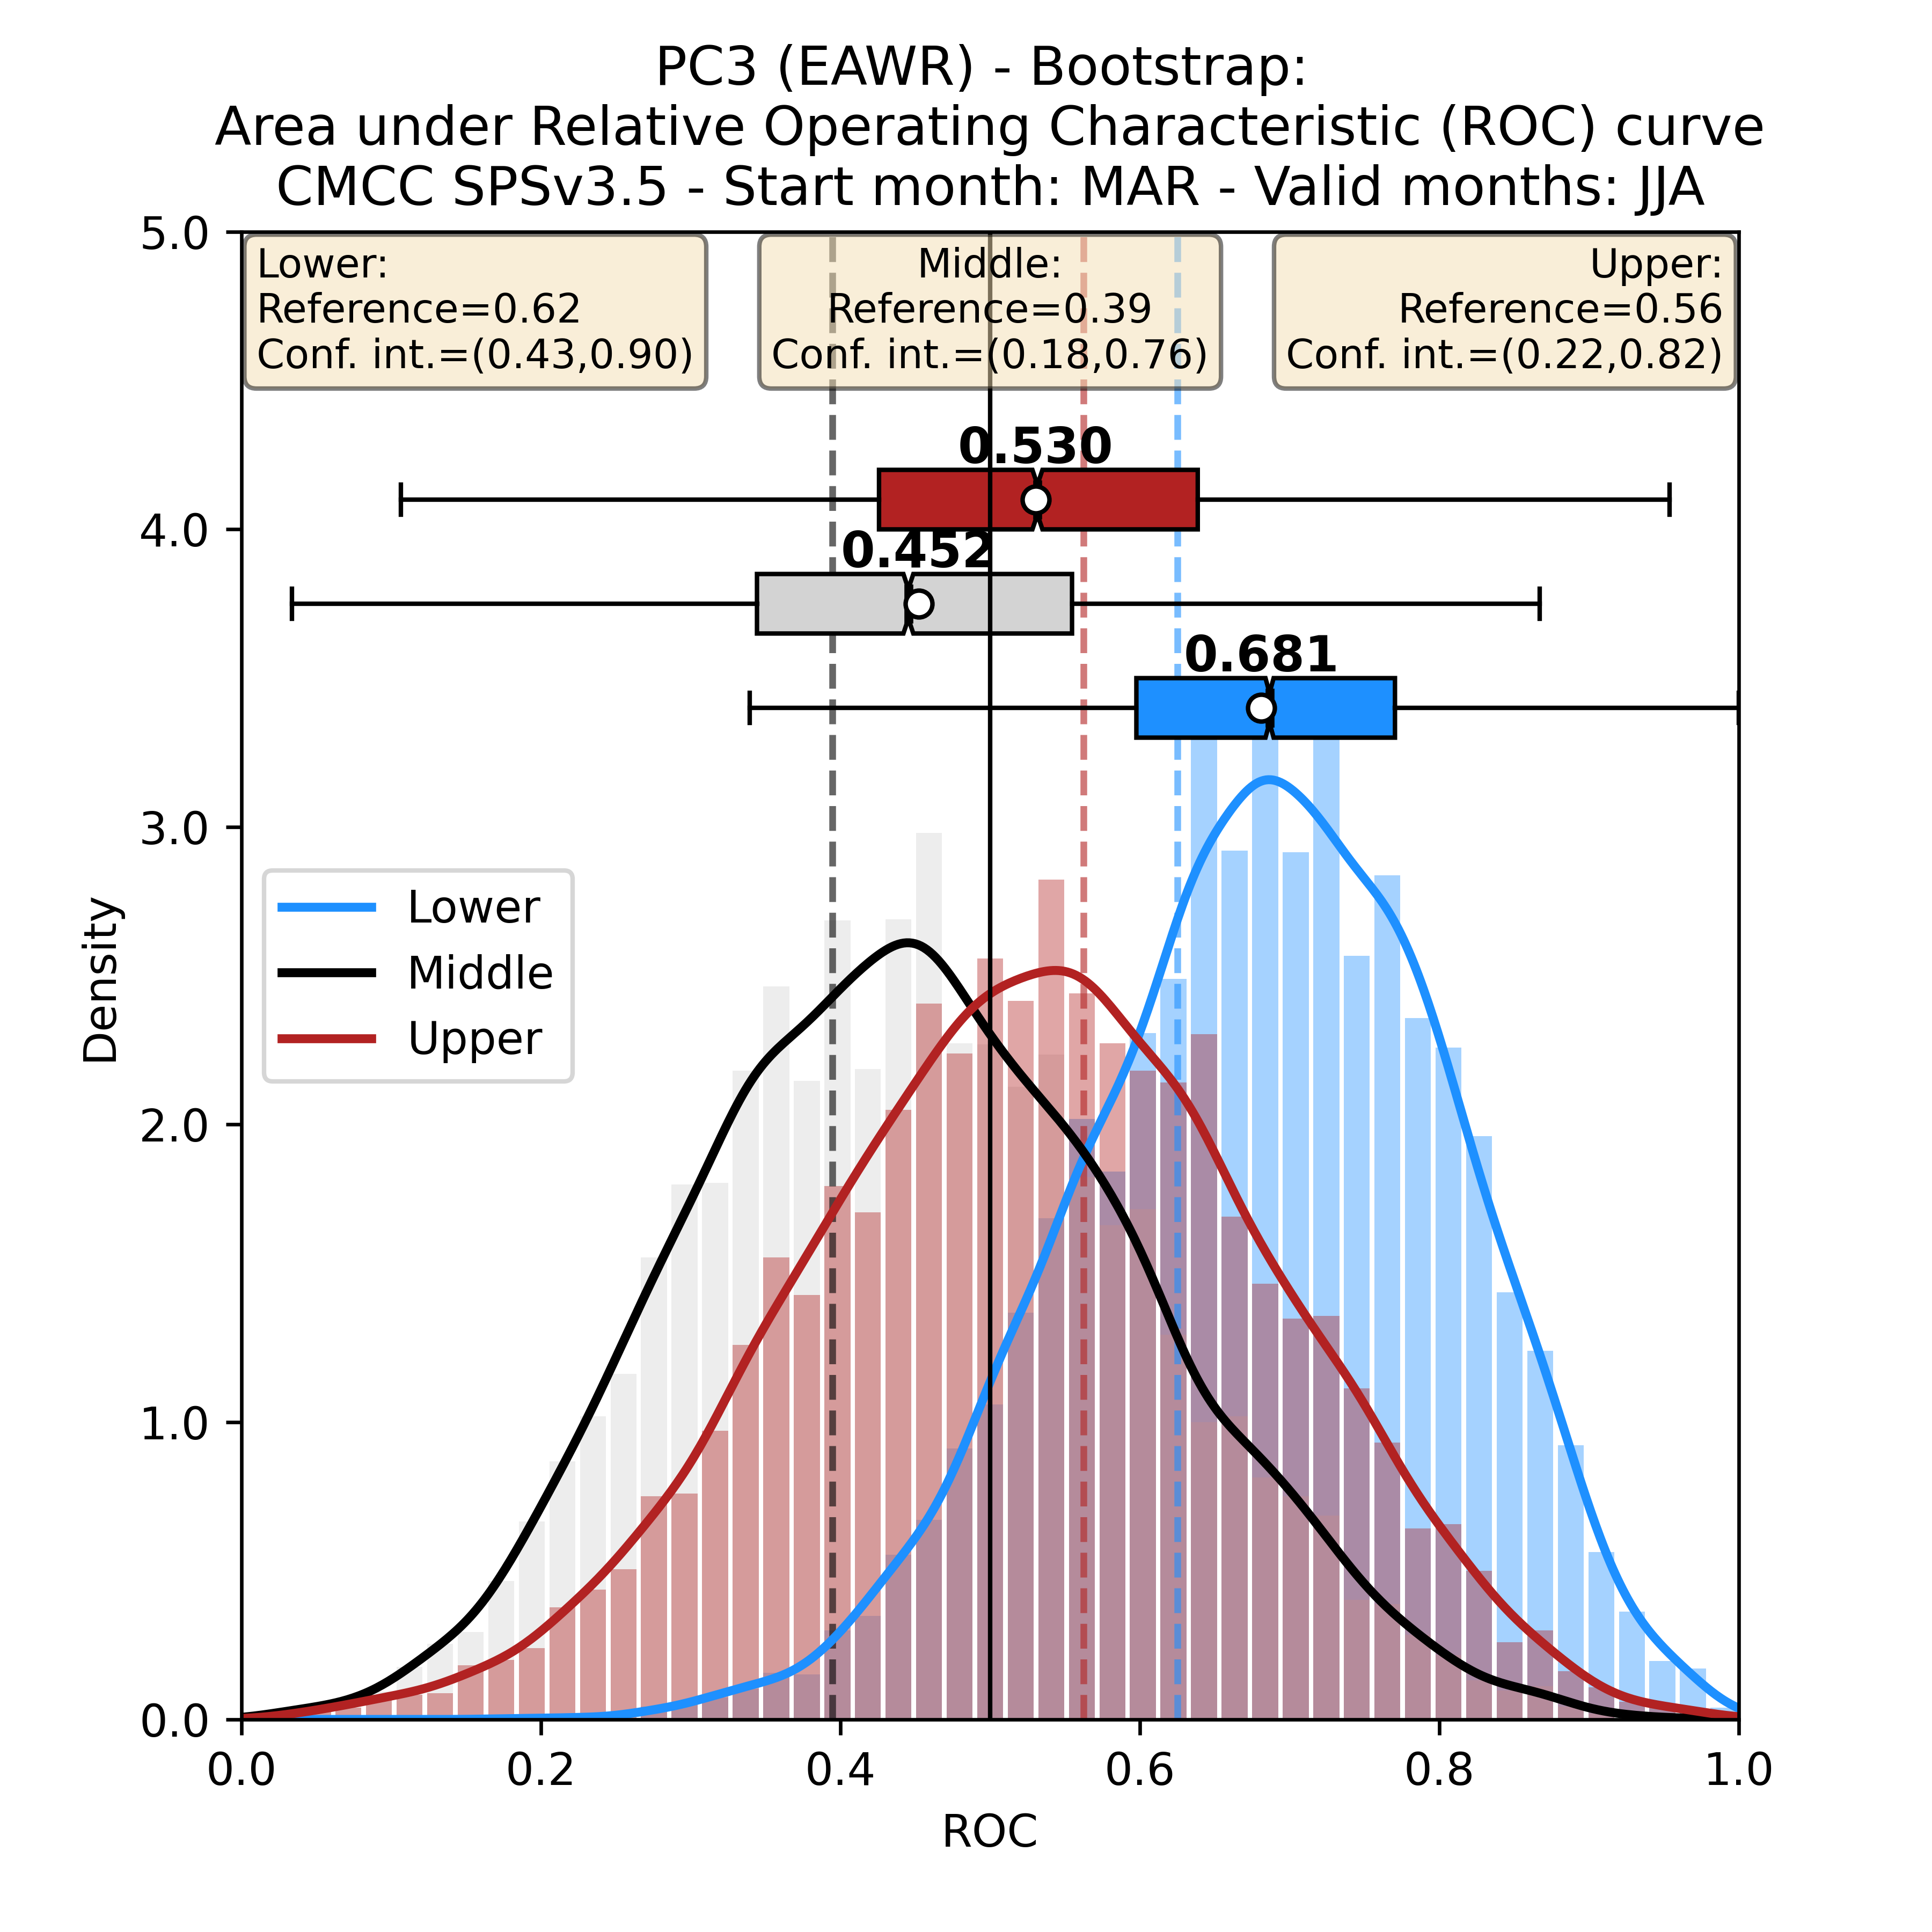 PC3 (EAWR) - Bootstrap:
Area under Relative Operating Characteristic (ROC) curve
CMCC SPSv3.5 - Start month: MAR - Valid months: JJA
Lower:
Reference=0.62
Conf. int.=(0.43,0.90)
Middle:
Reference=0.39
Conf. int.=(0.18,0.76)
Upper:
Reference=0.56
Conf. int.=(0.22,0.82)
0.530
0.452
0.681
Lower
Middle
Upper
Density
5.0
4.0
3.0
2.0
1.0
0.0
0.0
0.2
0.4
0.6
0.8
1.0
ROC